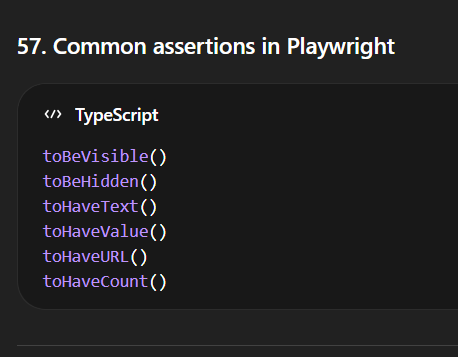 57. Common assertions in Playwright
</> TypeScript
toBeVisible()
toBeHidden()
toHaveText()
toHaveValue()
toHaveURL()
toHaveCount()